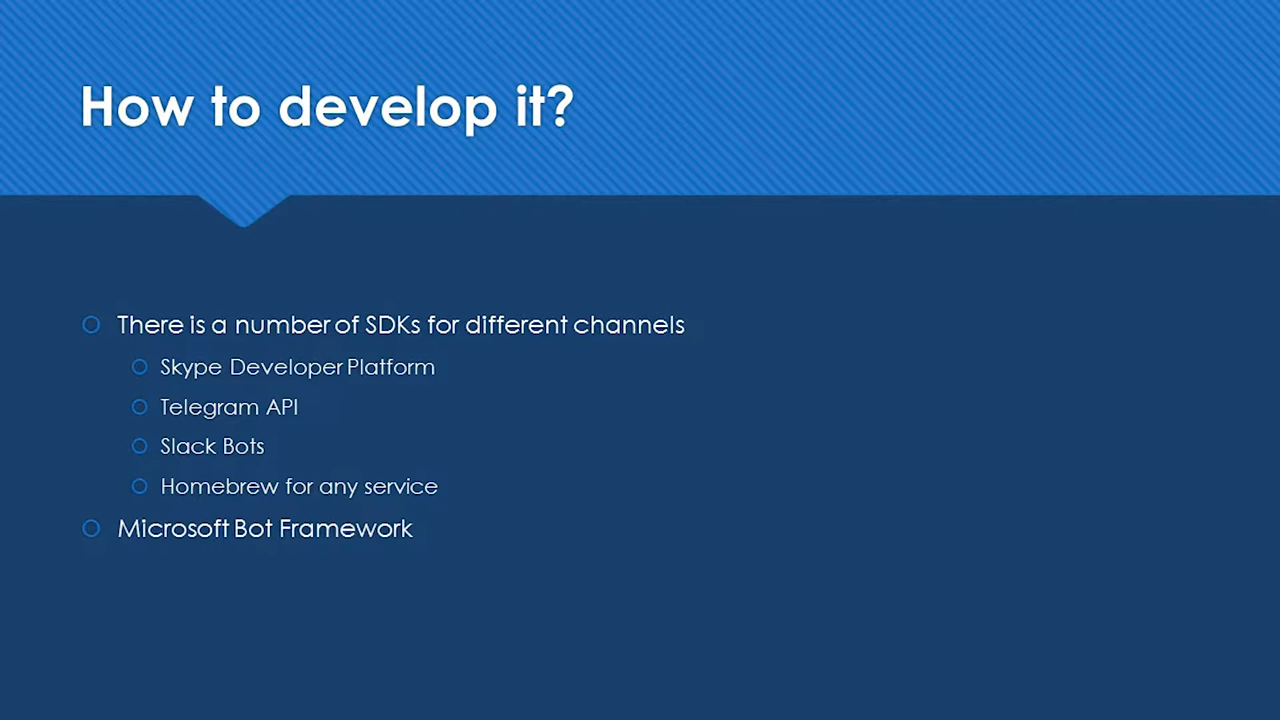 How to develop it?
There is a number of SDKs for different channels
Skype Developer Platform
Telegram API
Slack Bots
Homebrew for any service
Microsoft Bot Framework